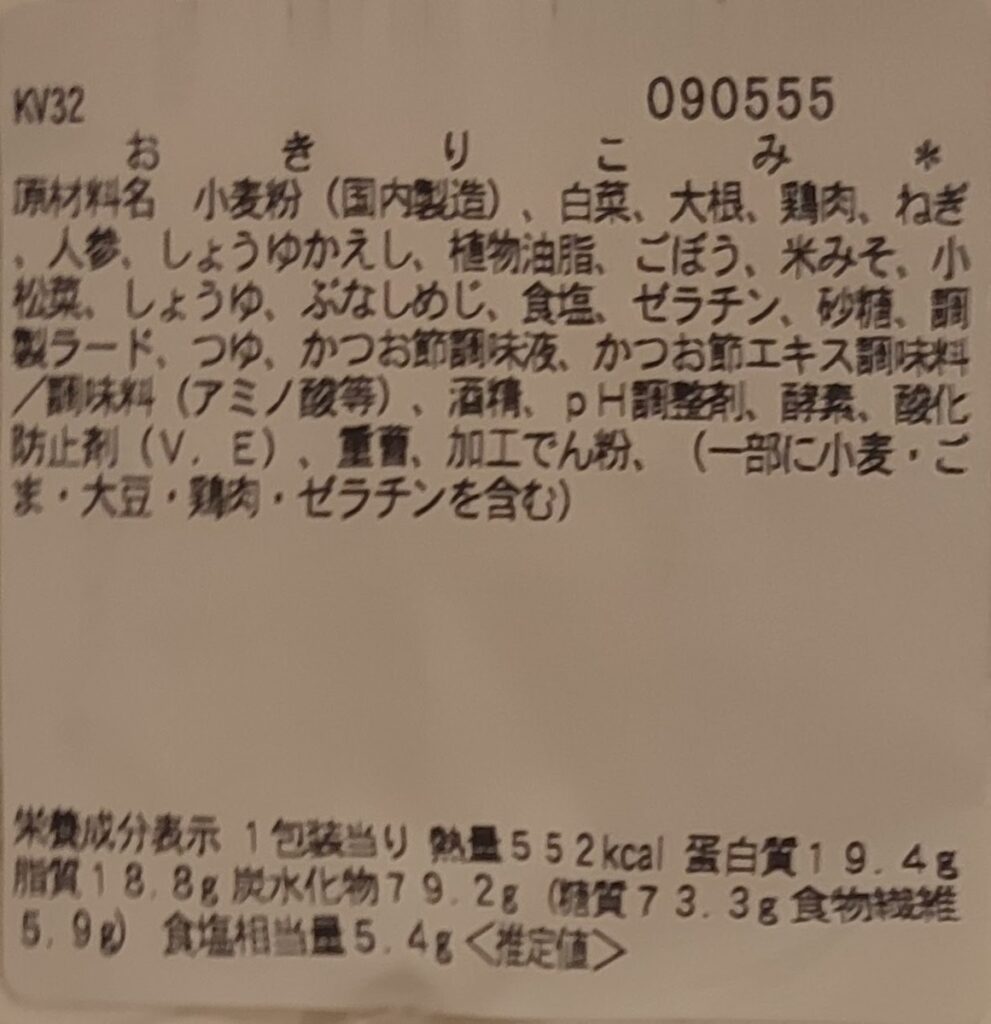 KV32 090555
おきりこみ*
原材料名 小麦粉（国内製造）、白菜、大根、鶏肉、ねぎ
、人参、しょうゆかえし、植物油脂、ごぼう、米みそ、小
松菜、しょうゆ、ぶなしめじ、食塩、ゼラチン、砂糖、調
製ラード、つゆ、かつお節調味液、かつお節エキス調味料
／調味料（アミノ酸等）、酒精、ｐＨ調整剤、酵素、酸化
防止剤（Ｖ．Ｅ）、重曹、加工でん粉、（一部に小麦・ご
ま・大豆・鶏肉・ゼラチンを含む）
栄養成分表示 1包装当り 熱量５５２kcal 蛋白質１９．４g
脂質１８．８g 炭水化物７９．２g（糖質７３．３g 食物繊維
５．９g） 食塩相当量５．４g＜推定値＞